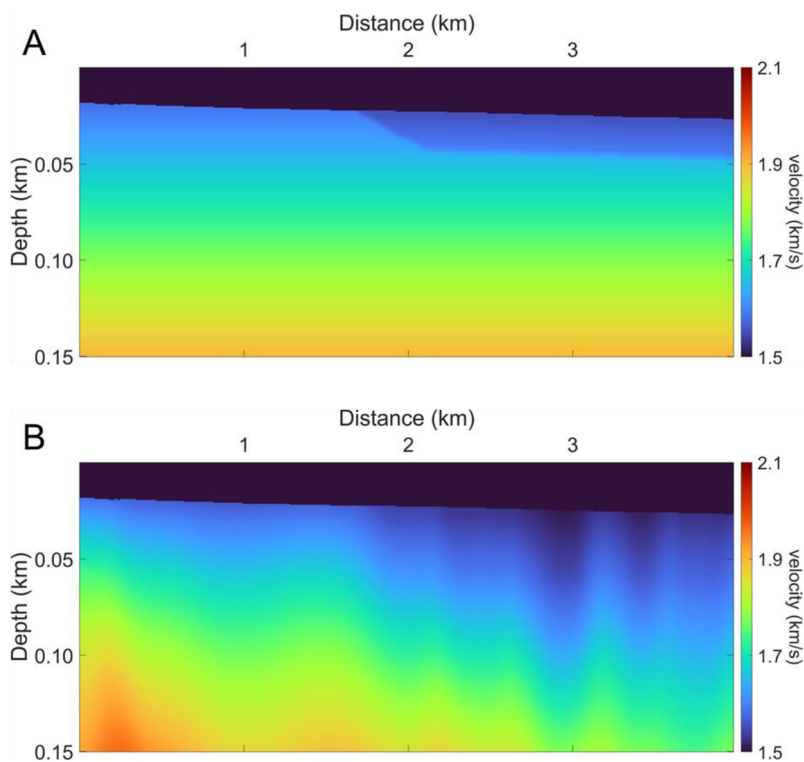 A
Distance (km)
1 2 3
2.1
0.05
1.9
Depth (km)
velocity (km/s)
0.10
1.7
0.15
1.5
B
Distance (km)
1 2 3
2.1
0.05
1.9
Depth (km)
velocity (km/s)
0.10
1.7
0.15
1.5